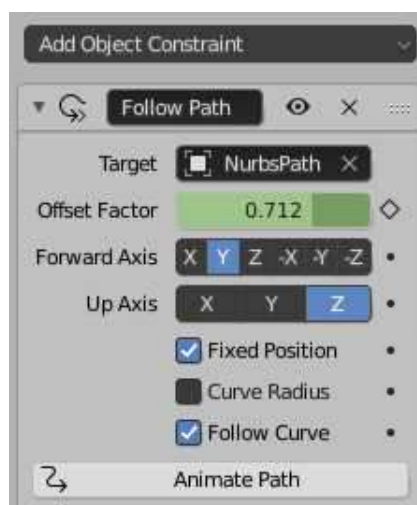 Add Object Constraint
Follow Path
Target NurbsPath
Offset Factor 0.712
Forward Axis X Y Z -X -Y -Z
Up Axis X Y Z
Fixed Position
Curve Radius
Follow Curve
Animate Path